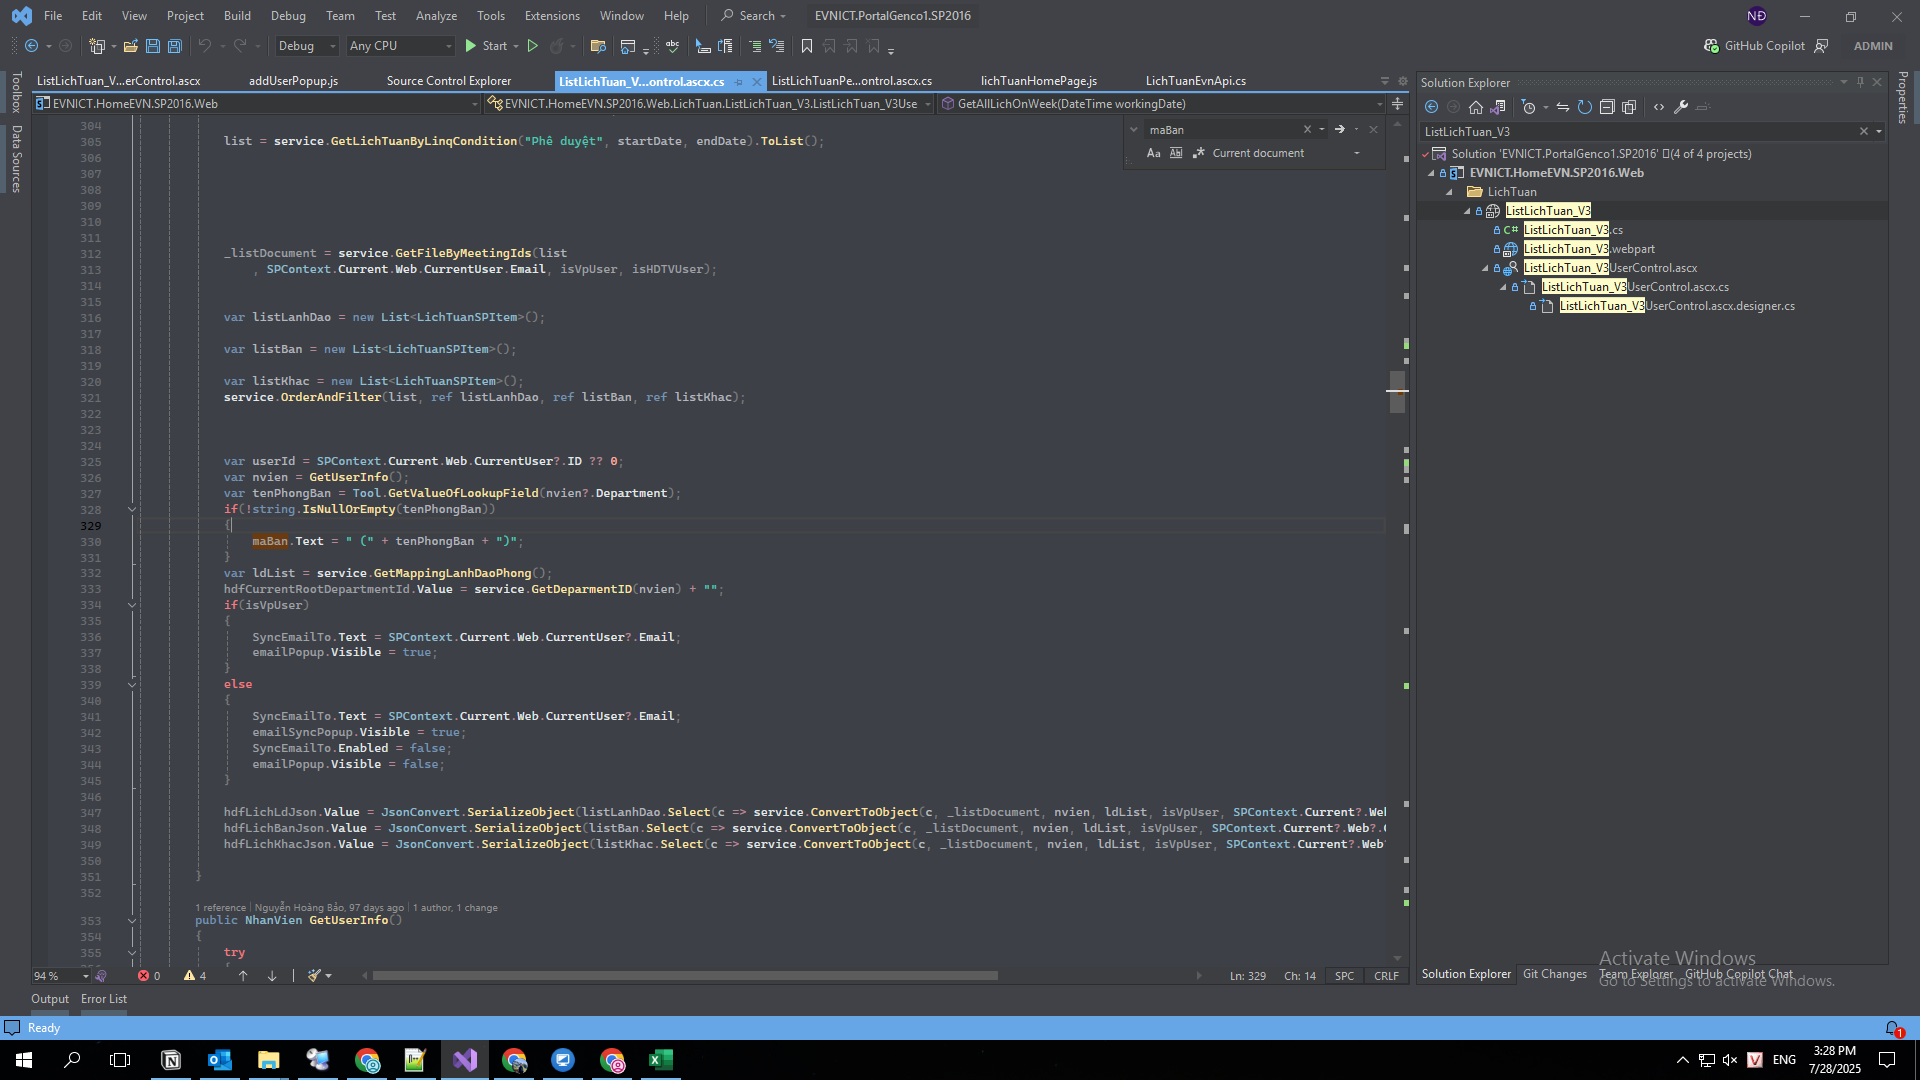 File Edit View Project Build Debug Team Test Analyze Tools Extensions Window Help Search EVNICT.PortalGenco1.SP2016 NĐ
Debug Any CPU Start GitHub Copilot ADMIN
ListLichTuan_V...erControl.ascx addUserPopup.js Source Control Explorer ListLichTuan_V...ontrol.ascx.cs ListLichTuanPe...ontrol.ascx.cs lichTuanHomePage.js LichTuanEvnApi.cs
EVNICT.HomeEVN.SP2016.Web EVNICT.HomeEVN.SP2016.Web.LichTuan.ListLichTuan_V3.ListLichTuan_V3Use GetAllLichOnWeek(DateTime workingDate)
Toolbox
Data Sources
maBan
Aa Ab .* Current document
304
305 list = service.GetLichTuanByLinqCondition("Phê duyệt", startDate, endDate).ToList();
306
307
308
309
310
311
312 _listDocument = service.GetFileByMeetingIds(list
313 , SPContext.Current.Web.CurrentUser.Email, isVpUser, isHDTVUser);
314
315
316 var listLanhDao = new List<LichTuanSPItem>();
317
318 var listBan = new List<LichTuanSPItem>();
319
320 var listKhac = new List<LichTuanSPItem>();
321 service.OrderAndFilter(list, ref listLanhDao, ref listBan, ref listKhac);
322
323
324
325 var userId = SPContext.Current.Web.CurrentUser?.ID ?? 0;
326 var nvien = GetUserInfo();
327 var tenPhongBan = Tool.GetValueOfLookupField(nvien?.Department);
328 if(!string.IsNullOrEmpty(tenPhongBan))
329 {
330 maBan.Text = " (" + tenPhongBan + ")";
331 }
332 var ldList = service.GetMappingLanhDaoPhong();
333 hdfCurrentRootDepartmentId.Value = service.GetDeparmentID(nvien) + "";
334 if(isVpUser)
335 {
336 SyncEmailTo.Text = SPContext.Current.Web.CurrentUser?.Email;
337 emailPopup.Visible = true;
338 }
339 else
340 {
341 SyncEmailTo.Text = SPContext.Current.Web.CurrentUser?.Email;
342 emailSyncPopup.Visible = true;
343 SyncEmailTo.Enabled = false;
344 emailPopup.Visible = false;
345 }
346
347 hdfLichLdJson.Value = JsonConvert.SerializeObject(listLanhDao.Select(c => service.ConvertToObject(c, _listDocument, nvien, ldList, isVpUser, SPContext.Current?.Web
348 hdfLichBanJson.Value = JsonConvert.SerializeObject(listBan.Select(c => service.ConvertToObject(c, _listDocument, nvien, ldList, isVpUser, SPContext.Current?.Web?.
349 hdfLichKhacJson.Value = JsonConvert.SerializeObject(listKhac.Select(c => service.ConvertToObject(c, _listDocument, nvien, ldList, isVpUser, SPContext.Current?.Web
350
351 }
352
1 reference | Nguyễn Hoàng Bảo, 97 days ago | 1 author, 1 change
353 public NhanVien GetUserInfo()
354 {
355 try
94 % 0 4 Ln: 329 Ch: 14 SPC CRLF
Solution Explorer
ListLichTuan_V3
Solution 'EVNICT.PortalGenco1.SP2016' (4 of 4 projects)
EVNICT.HomeEVN.SP2016.Web
LichTuan
ListLichTuan_V3
C# ListLichTuan_V3.cs
ListLichTuan_V3.webpart
ListLichTuan_V3UserControl.ascx
ListLichTuan_V3UserControl.ascx.cs
ListLichTuan_V3UserControl.ascx.designer.cs
Properties
Activate Windows
Go to Settings to activate Windows.
Solution Explorer Git Changes Team Explorer GitHub Copilot Chat
Output Error List
Ready 1
ENG 3:28 PM
7/28/2025